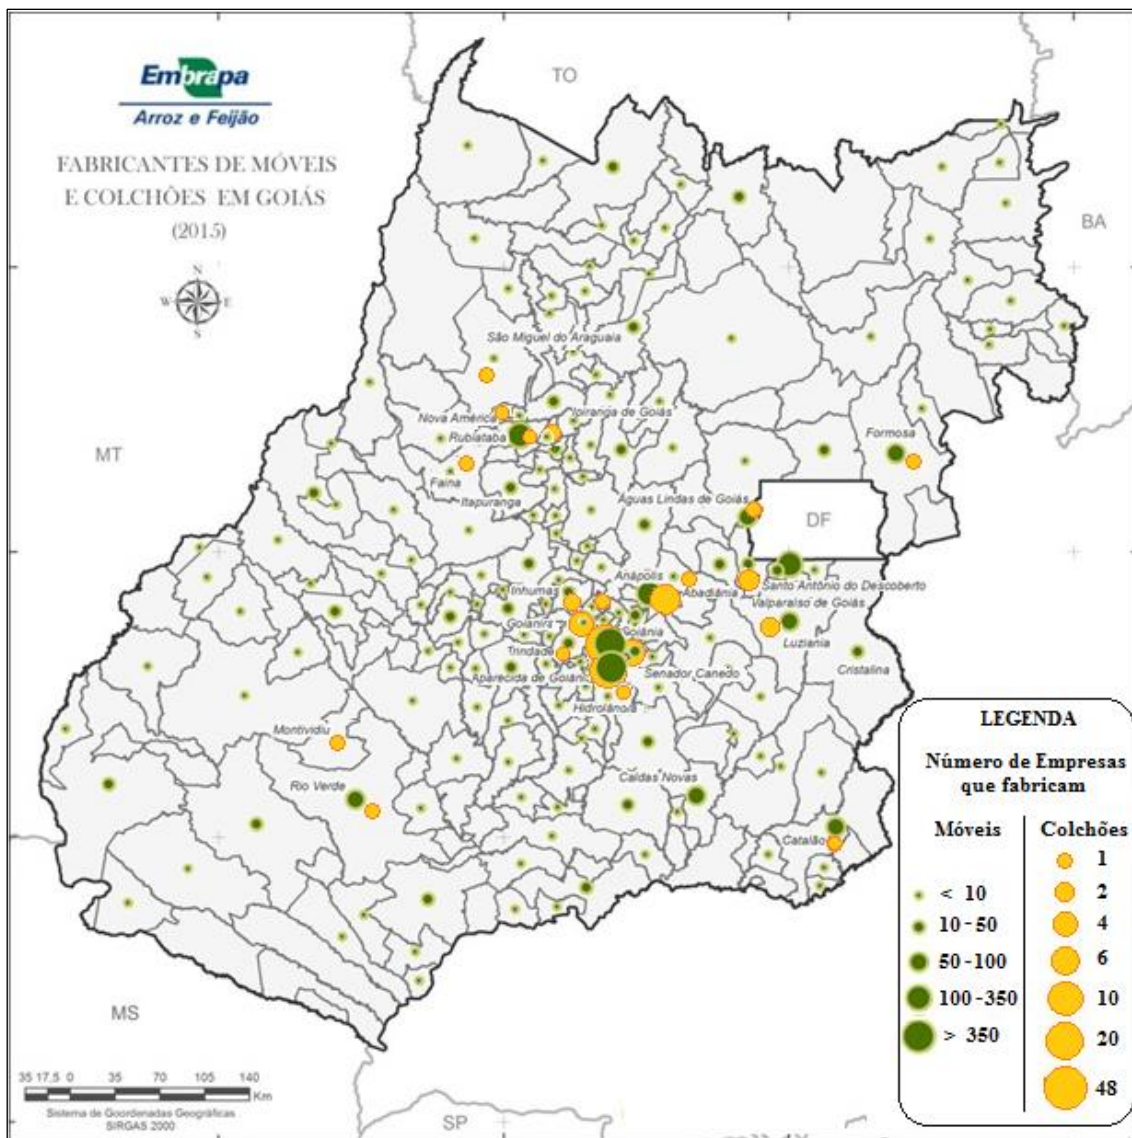 Embrapa
Arroz e Feijão
FABRICANTES DE MÓVEIS
E COLCHÕES EM GOIÁS
(2015)
N
W
E
S
TO
BA
MT
DF
MS
SP
São Miguel do Araguaia
Nova América
Ipiranga de Goiás
Rubiataba
Formosa
Faina
Itapuranga
Águas Lindas de Goiás
Anápolis
Santo Antônio do Descoberto
Inhumas
Abadiânia
Valparaíso de Goiás
Goianira
Goiânia
Luziania
Trindade
Cristalina
Aparecida de Goiânia
Senador Canedo
Hidrolândia
Montividiu
Rio Verde
Caldas Novas
Catalão
LEGENDA
Número de Empresas
que fabricam
Móveis
Colchões
< 10
10-50
50-100
100-350
> 350
1
2
4
6
10
20
48
35 17,5 0 35 70 105 140
Km
Sistema de Goordenadas Geográficas
SIRGAS 2000